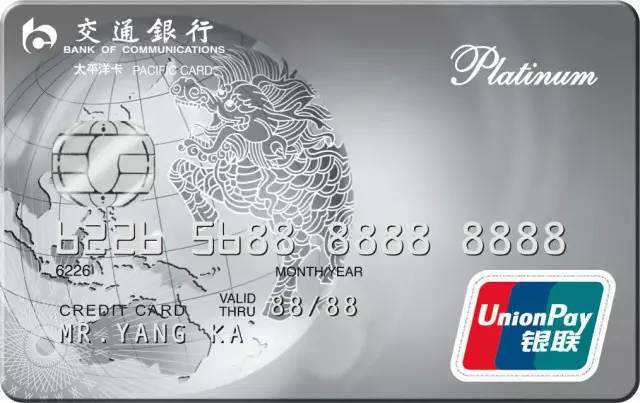 交通銀行
BANK OF COMMUNICATIONS
太平洋卡 PACIFIC CARD
Platinum
6226 5688 8888 8888
6226
MONTH/YEAR
CREDIT CARD
VALID THRU 88/88
MR.YANG KA
UnionPay
银联